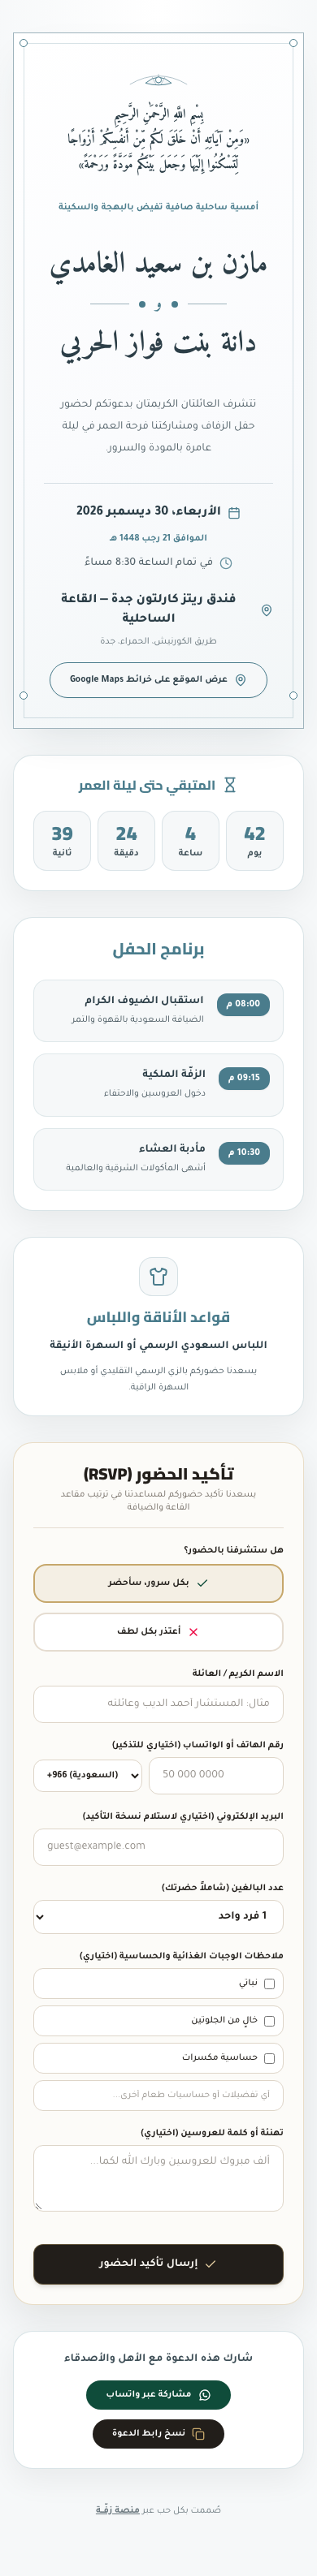 بِسْمِ اللَّهِ الرَّحْمَٰنِ الرَّحِيمِ
«وَمِنْ آيَاتِهِ أَنْ خَلَقَ لَكُم مِّنْ أَنفُسِكُمْ أَزْوَاجًا
لِّتَسْكُنُوا إِلَيْهَا وَجَعَلَ بَيْنَكُم مَّوَدَّةً وَرَحْمَةً»
أمسية ساحلية صافية تفيض بالبهجة والسكينة
مازن بن سعيد الغامدي
و
دانة بنت فواز الحربي
تتشرف العائلتان الكريمتان بدعوتكم لحضور
حفل الزفاف ومشاركتنا فرحة العمر في ليلة
عامرة بالمودة والسرور.
الأربعاء، 30 ديسمبر 2026
الموافق 21 رجب 1448 هـ
في تمام الساعة 8:30 مساءً
فندق ريتز كارلتون جدة – القاعة
الساحلية
طريق الكورنيش، الحمراء، جدة
عرض الموقع على خرائط Google Maps
المتبقي حتى ليلة العمر
42 يوم
4 ساعة
24 دقيقة
39 ثانية
برنامج الحفل
08:00 م
استقبال الضيوف الكرام
الضيافة السعودية بالقهوة والتمر
09:15 م
الزفّة الملكية
دخول العروسين والاحتفاء
10:30 م
مأدبة العشاء
أشهى المأكولات الشرقية والعالمية
قواعد الأناقة واللباس
اللباس السعودي الرسمي أو السهرة الأنيقة
يسعدنا حضوركم بالزي الرسمي التقليدي أو ملابس
السهرة الراقية.
تأكيد الحضور (RSVP)
يسعدنا تأكيد حضوركم لمساعدتنا في ترتيب مقاعد
القاعة والضيافة
هل ستشرفنا بالحضور؟
بكل سرور، سأحضر
أعتذر بكل لطف
الاسم الكريم / العائلة
مثال: المستشار أحمد الديب وعائلته
رقم الهاتف أو الواتساب (اختياري للتذكير)
50 000 0000
(السعودية) 966+
البريد الإلكتروني (اختياري لاستلام نسخة التأكيد)
guest@example.com
عدد البالغين (شاملاً حضرتك)
1 فرد واحد
ملاحظات الوجبات الغذائية والحساسية (اختياري)
نباتي
خالٍ من الجلوتين
حساسية مكسرات
أي تفضيلات أو حساسيات طعام أخرى...
تهنئة أو كلمة للعروسين (اختياري)
ألف مبروك للعروسين وبارك الله لكما...
إرسال تأكيد الحضور
شارك هذه الدعوة مع الأهل والأصدقاء
مشاركة عبر واتساب
نسخ رابط الدعوة
صُممت بكل حب عبر منصة زفّة